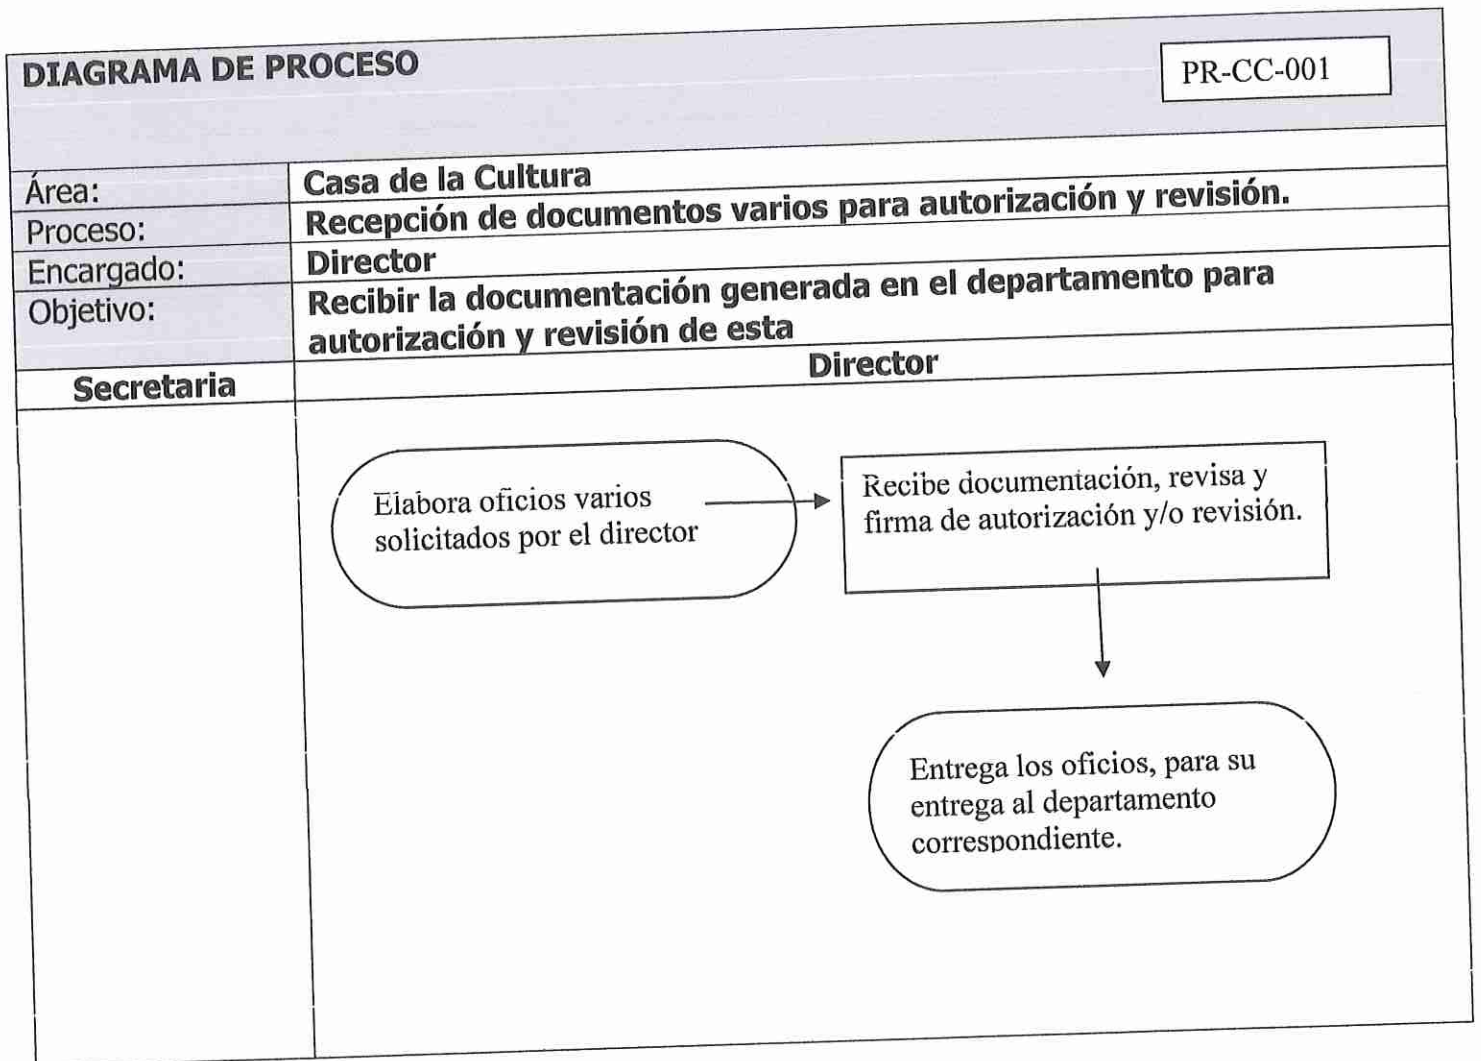 DIAGRAMA DE PROCESO
PR-CC-001
Área:
Casa de la Cultura
Proceso:
Recepción de documentos varios para autorización y revisión.
Encargado:
Director
Objetivo:
Recibir la documentación generada en el departamento para
autorización y revisión de esta
Secretaria
Director
Elabora oficios varios
solicitados por el director
Recibe documentación, revisa y
firma de autorización y/o revisión.
Entrega los oficios, para su
entrega al departamento
correspondiente.